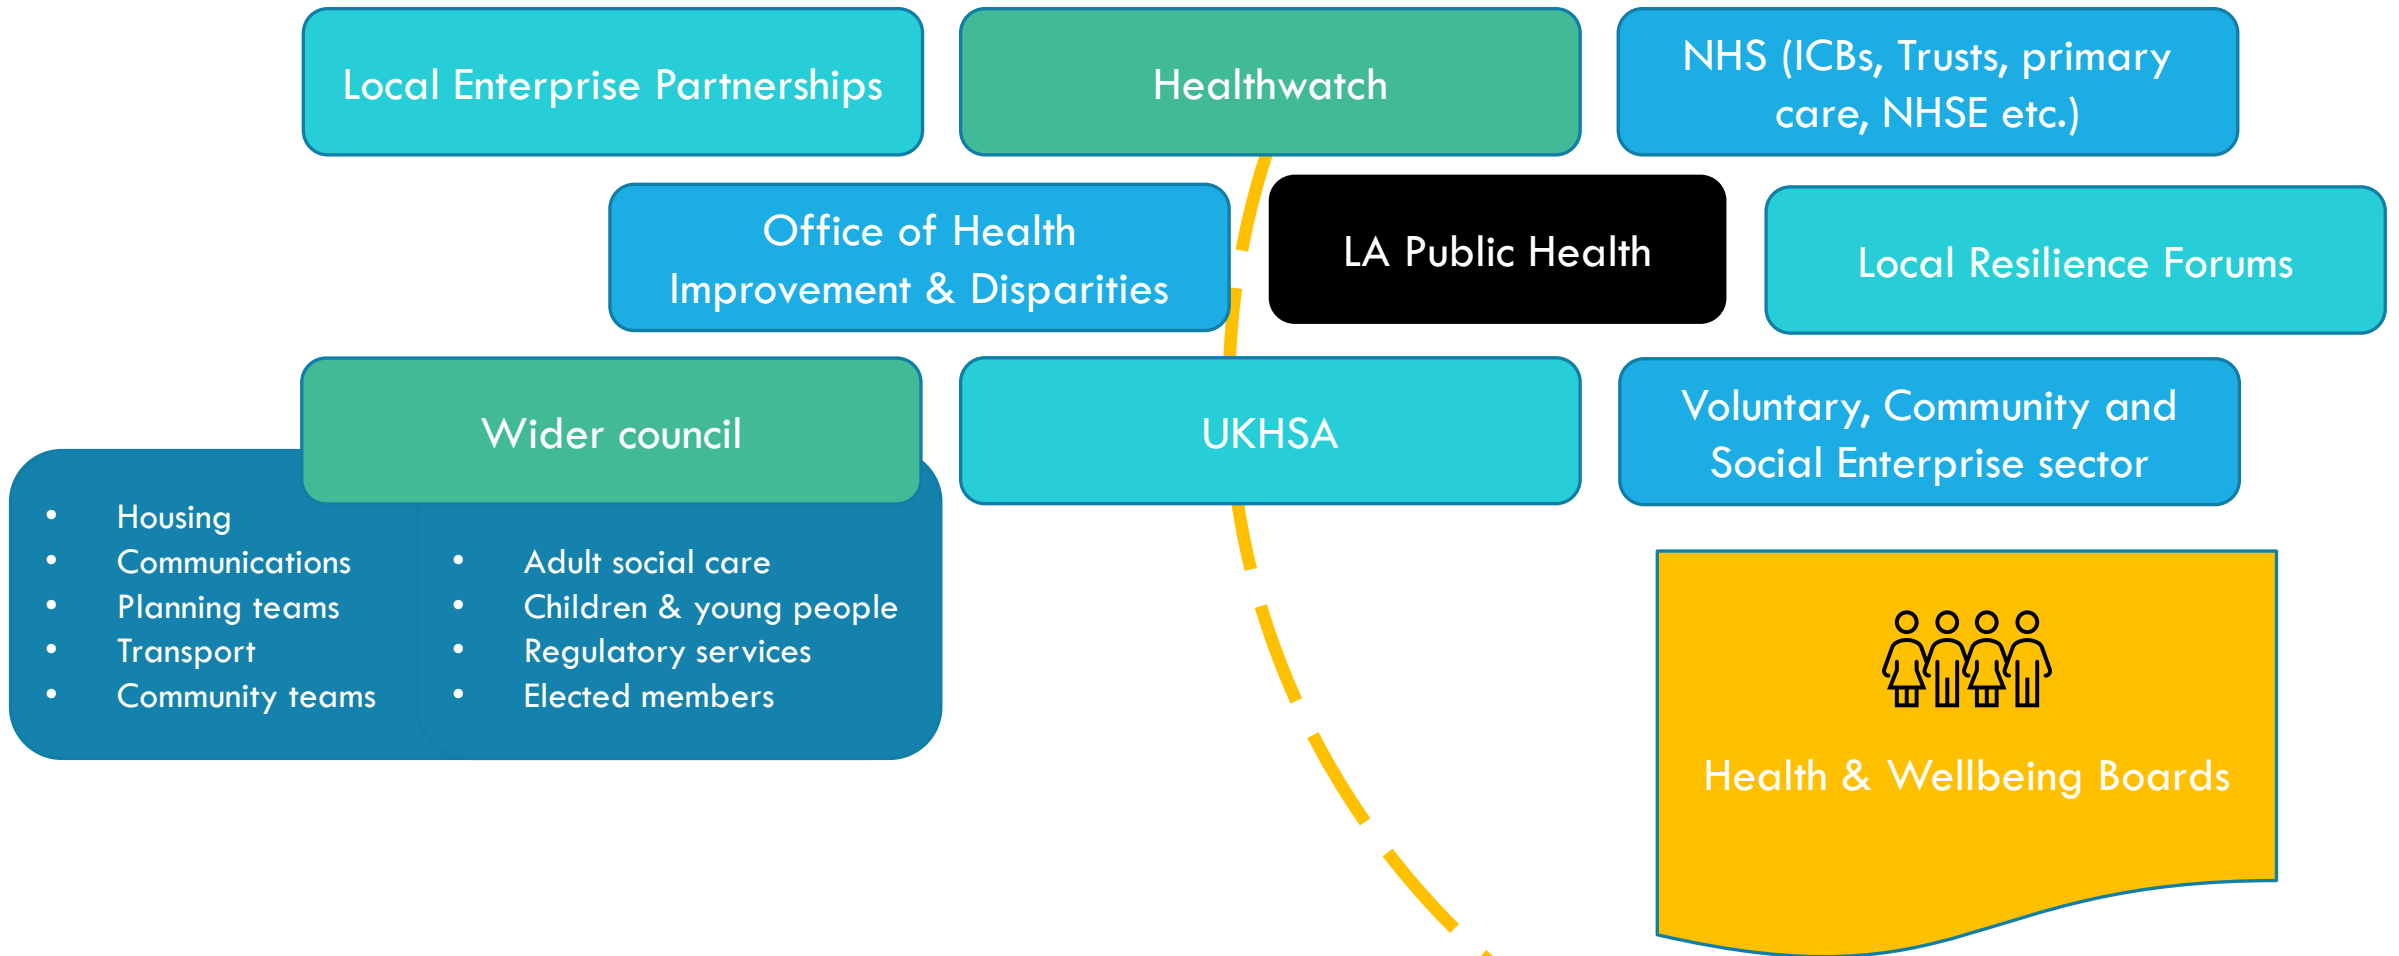 Local Enterprise Partnerships
Healthwatch
NHS (ICBs, Trusts, primary
care, NHSE etc.)
Office of Health
Improvement & Disparities
LA Public Health
Local Resilience Forums
Wider council
UKHSA
Voluntary, Community and
Social Enterprise sector
• Housing
• Communications
• Planning teams
• Transport
• Community teams
• Adult social care
• Children & young people
• Regulatory services
• Elected members
Health & Wellbeing Boards